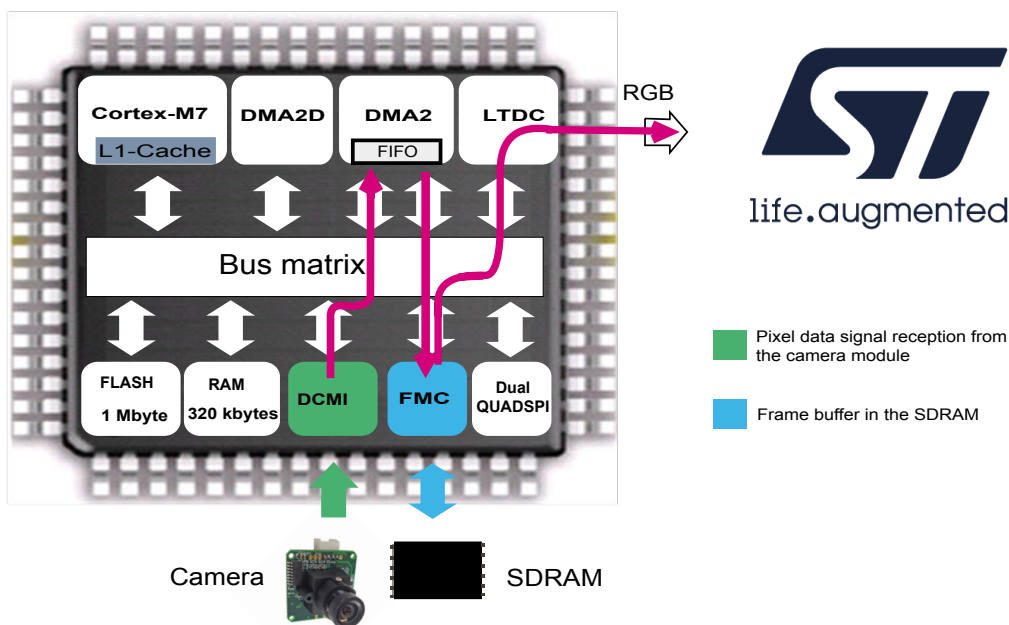 Cortex-M7
L1-Cache
DMA2D
DMA2
FIFO
LTDC
RGB
ST
life.augmented
Bus matrix
FLASH
1 Mbyte
RAM
320 kbytes
DCMI
FMC
Dual
QUADSPI
Pixel data signal reception from
the camera module
Frame buffer in the SDRAM
Camera
SDRAM